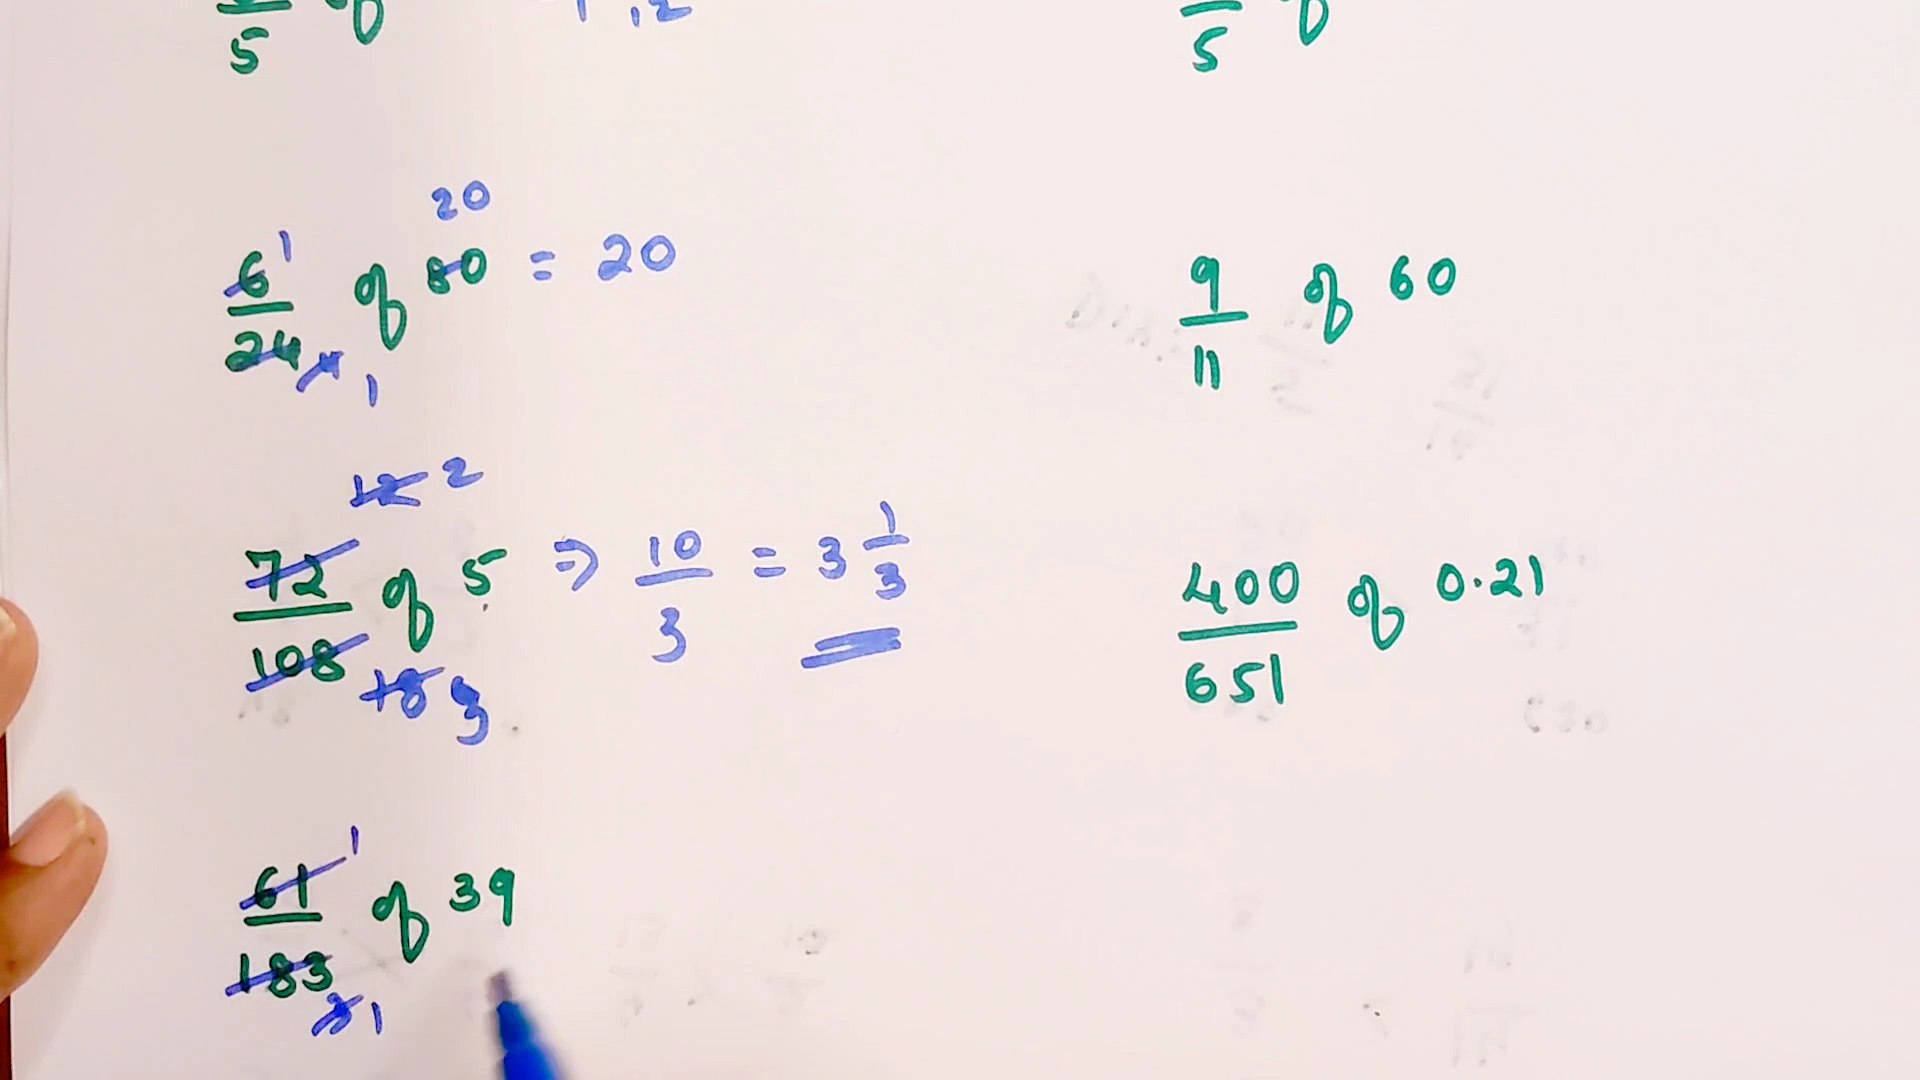 5 of 1,2
5 of
20
6 1
24 4 1 of 80 = 20
9
11 of 60
12 2
72
108 18 3 of 5 ⇒ 10/3 = 3 1/3
400
651 of 0.21
61 1
183 3 1 of 39